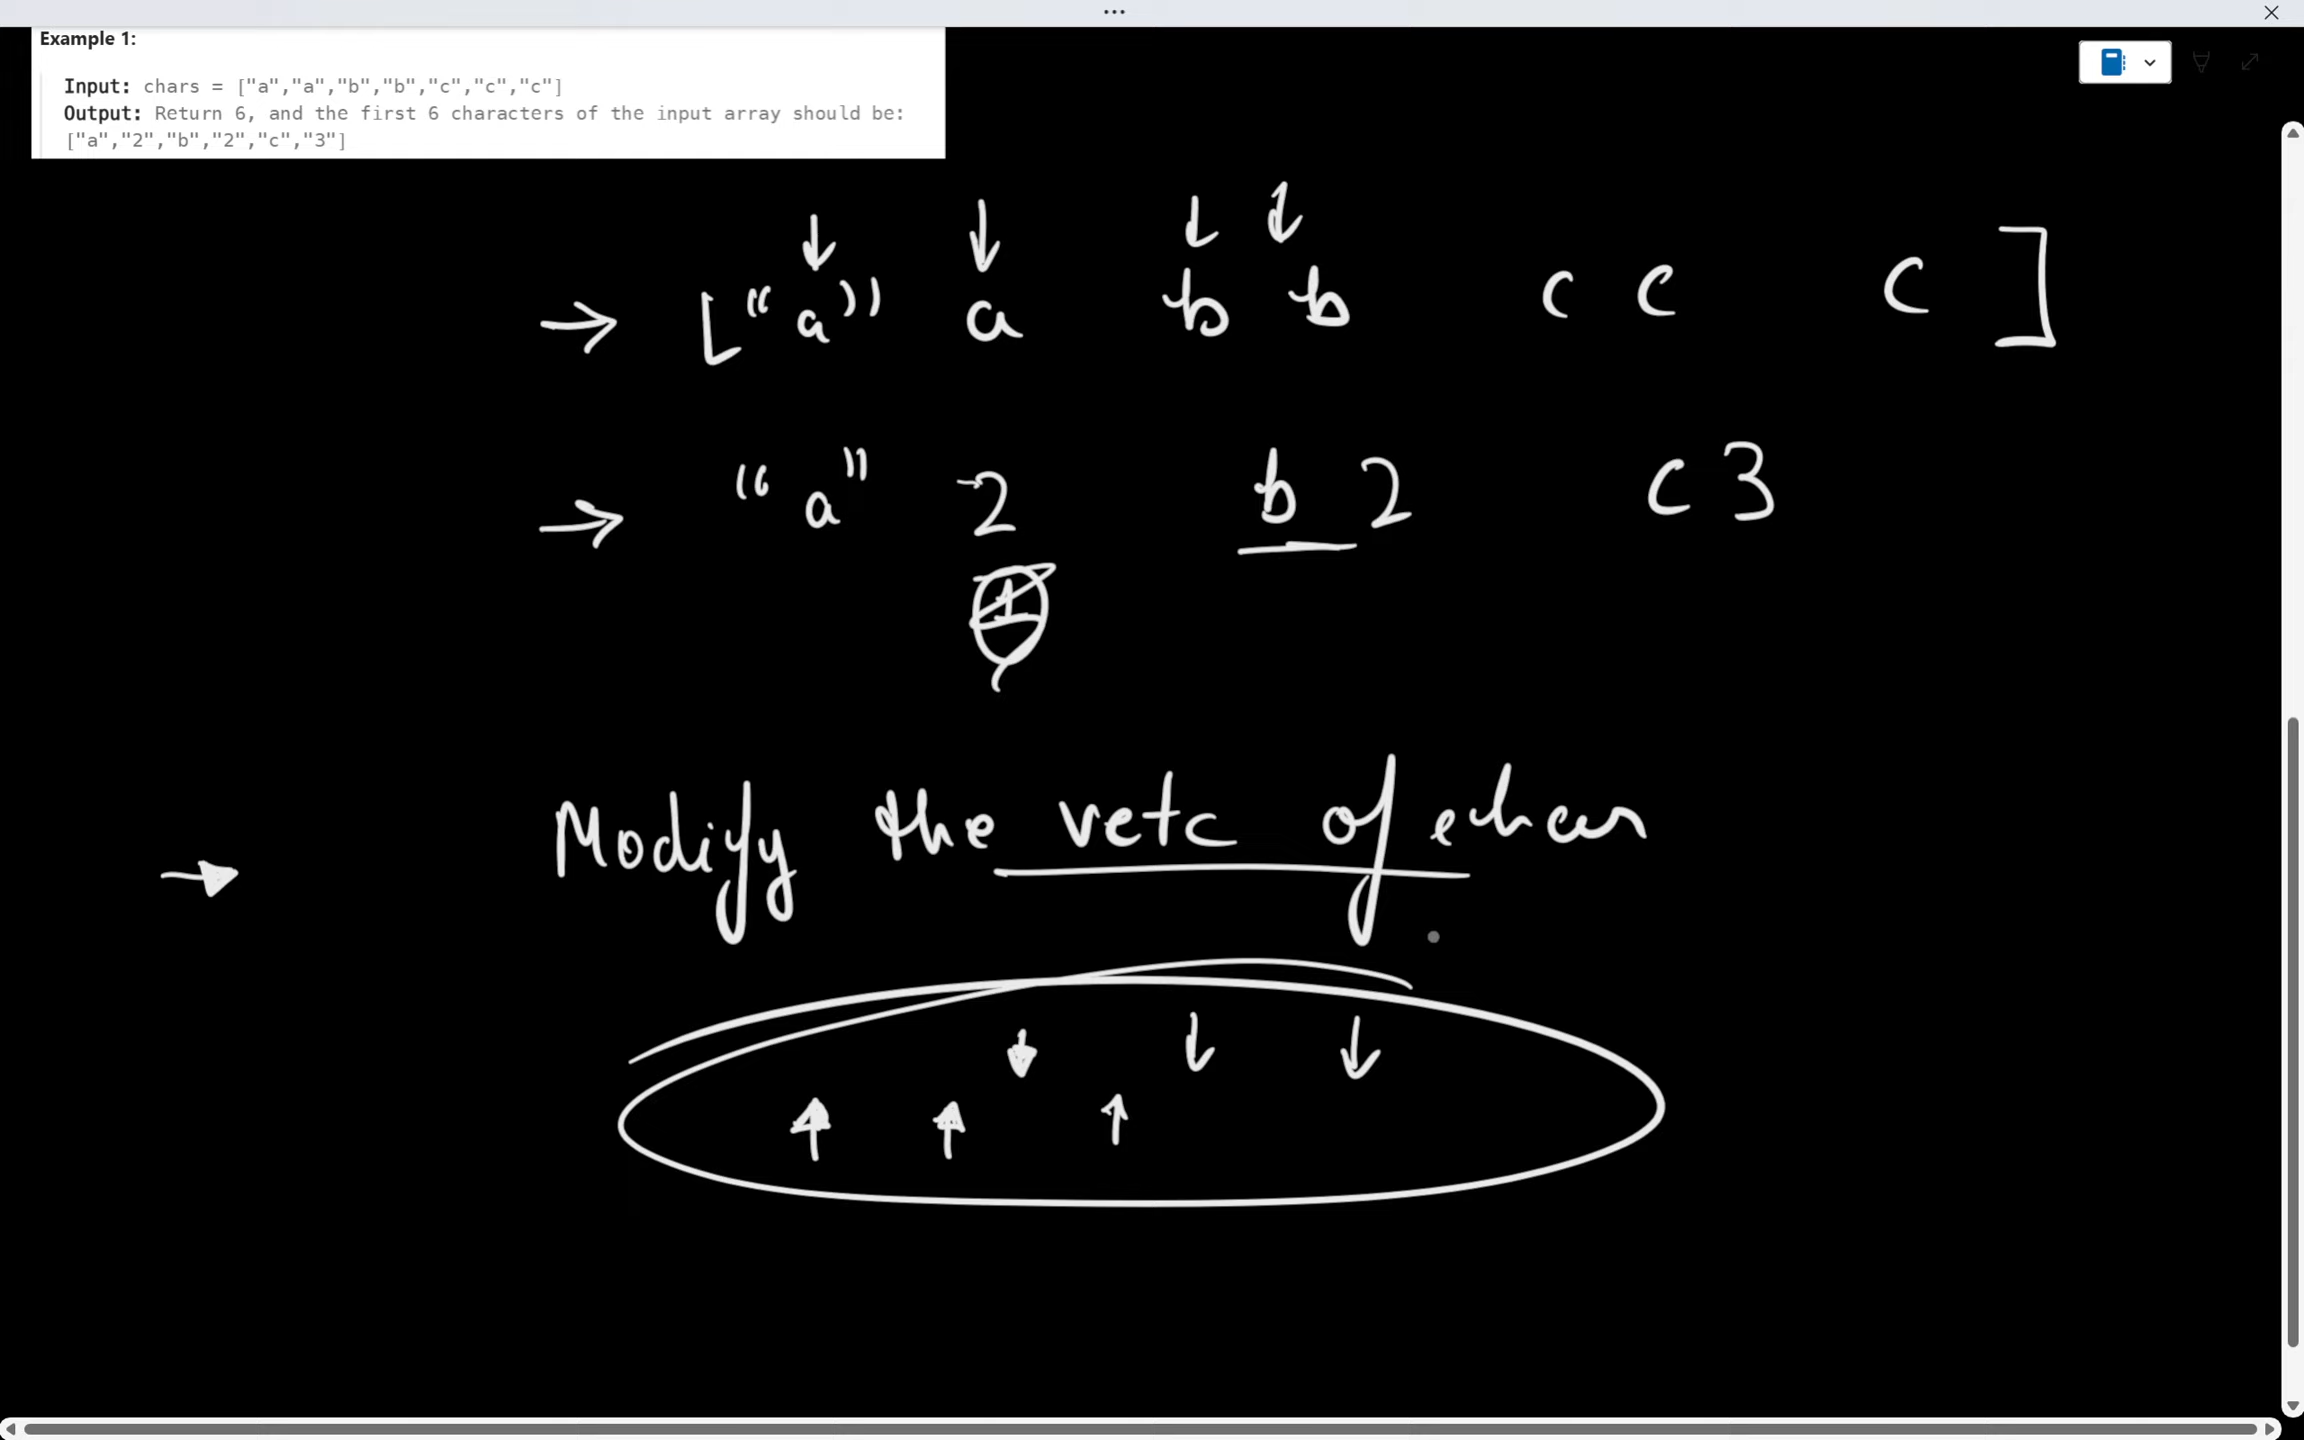 Example 1:
Input: chars = ["a","a","b","b","c","c","c"]
Output: Return 6, and the first 6 characters of the input array should be:
["a","2","b","2","c","3"]
→ ["a" a b b c c c]
→ "a" 2 b 2 c 3
1
→ Modify the vetc of char